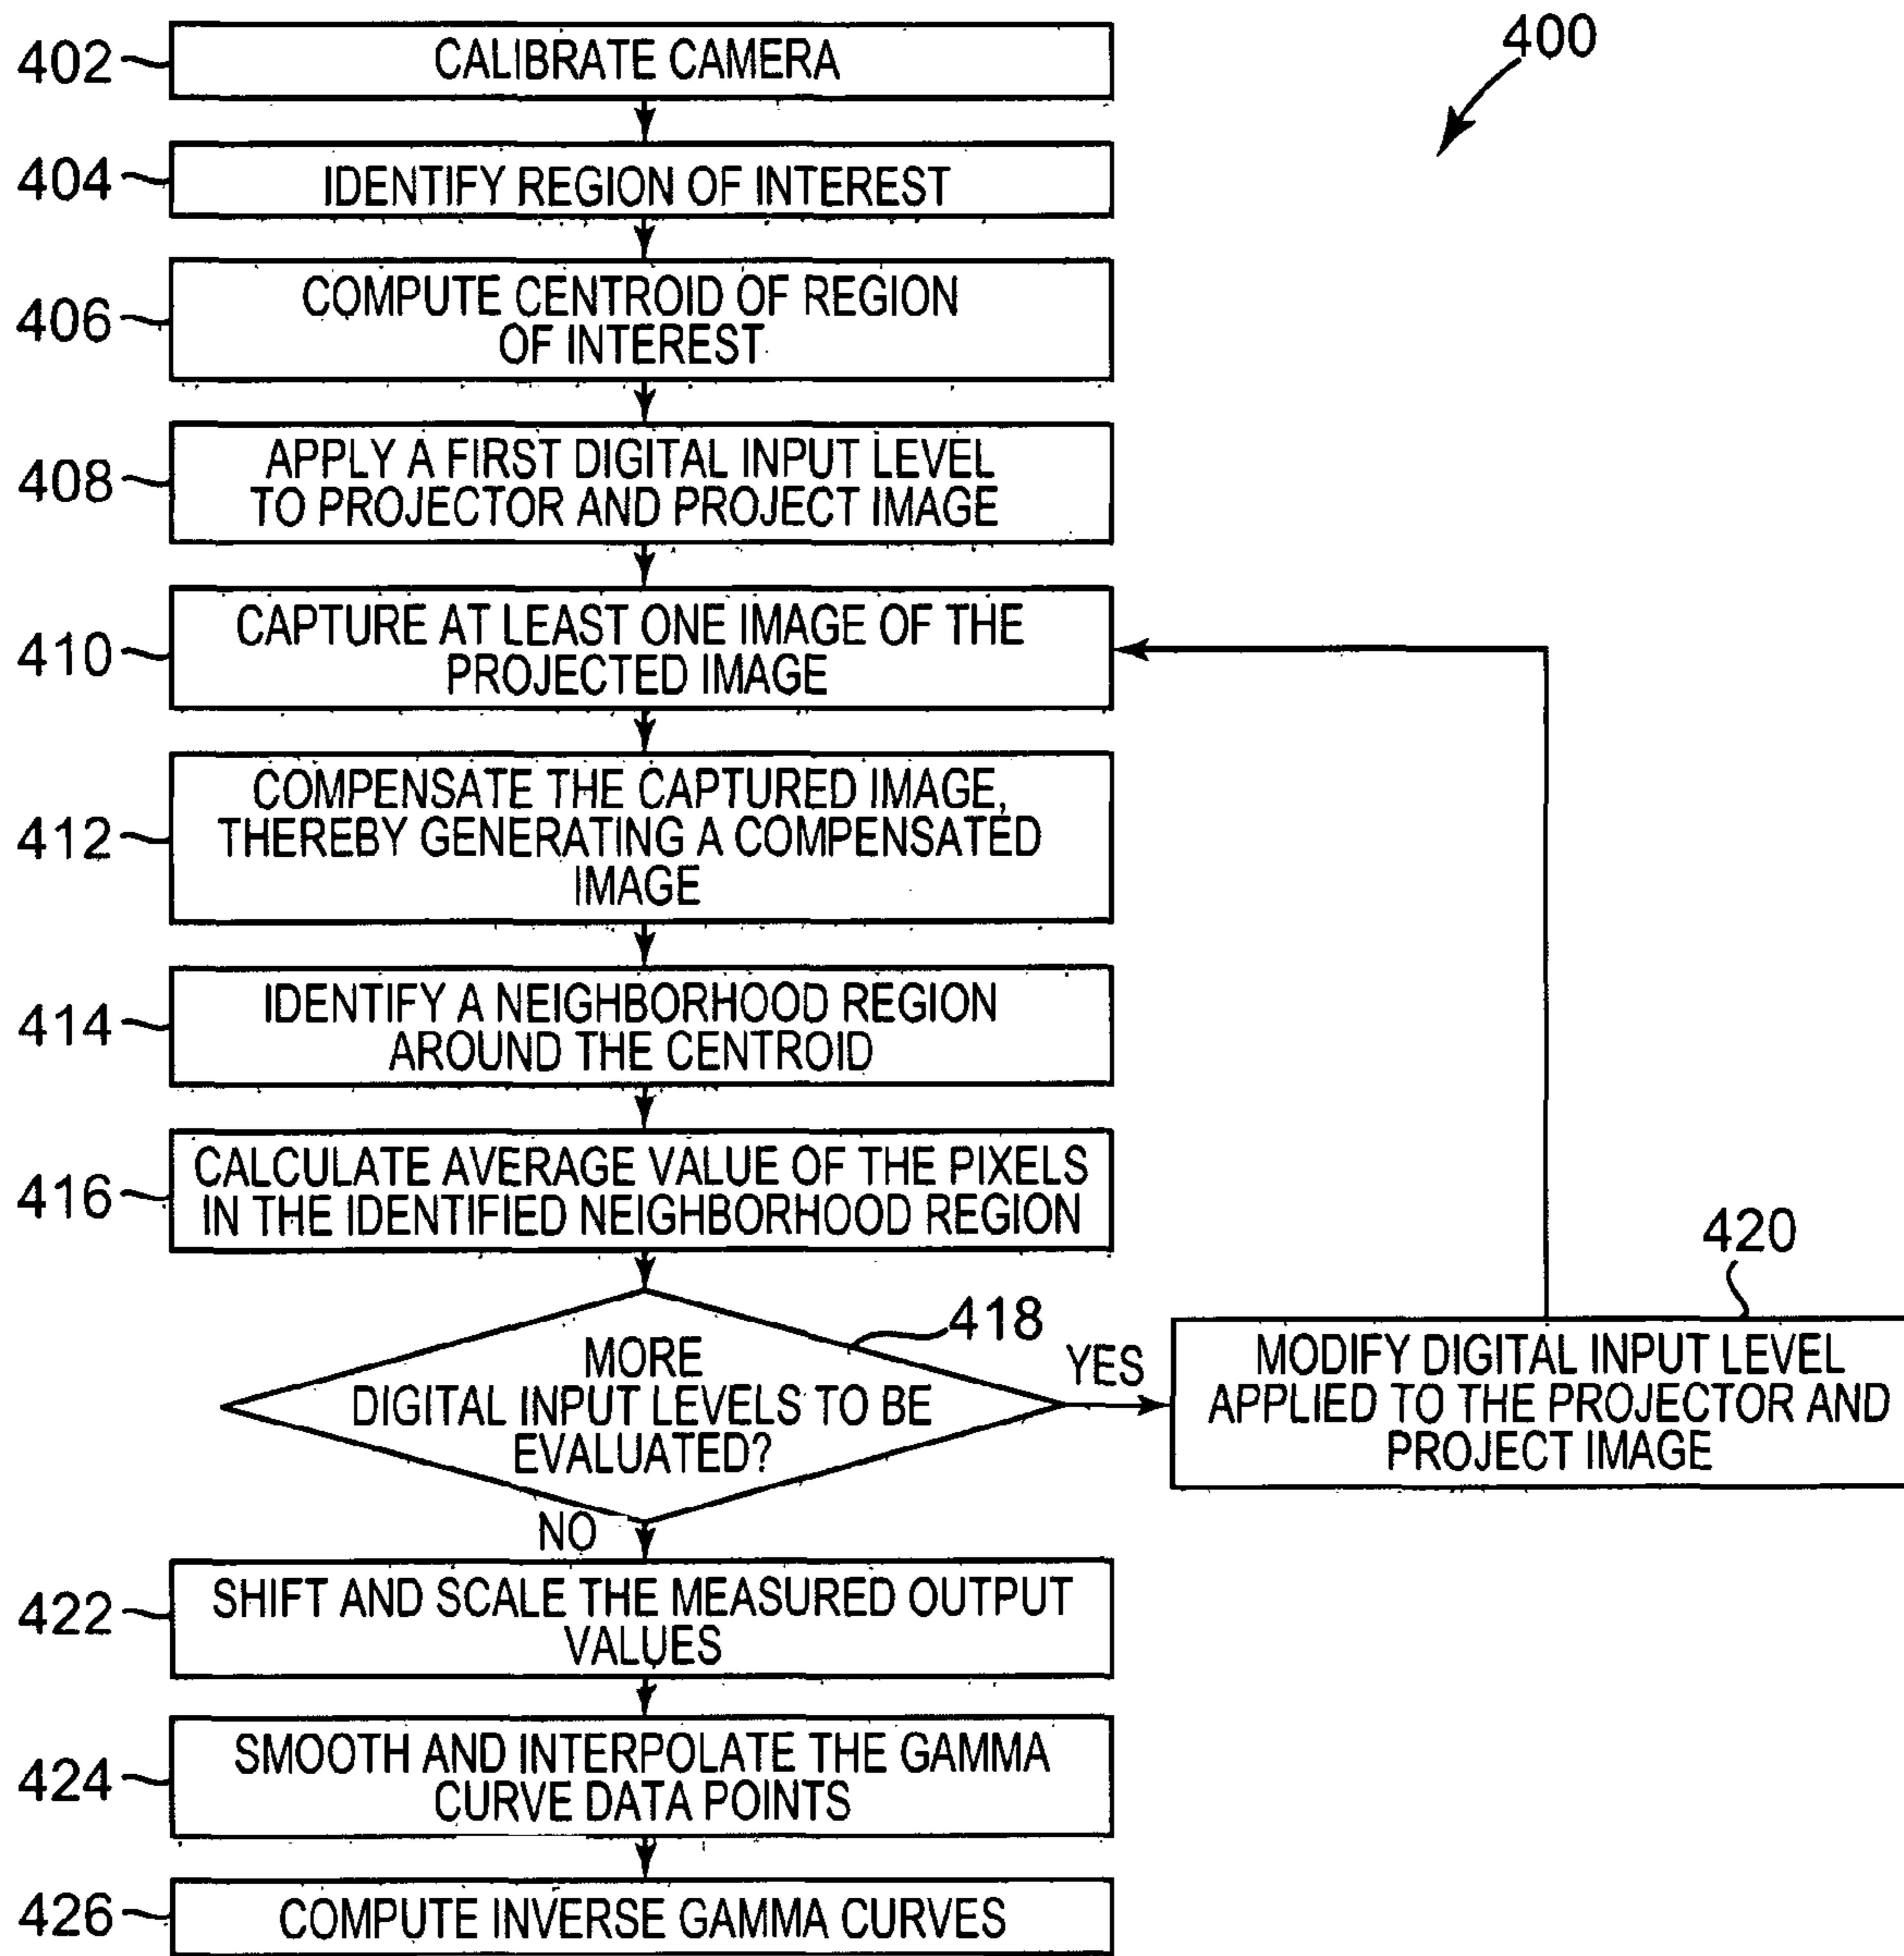 400
402
CALIBRATE CAMERA
404
IDENTIFY REGION OF INTEREST
406
COMPUTE CENTROID OF REGION
OF INTEREST
408
APPLY A FIRST DIGITAL INPUT LEVEL
TO PROJECTOR AND PROJECT IMAGE
410
CAPTURE AT LEAST ONE IMAGE OF THE
PROJECTED IMAGE
412
COMPENSATE THE CAPTURED IMAGE,
THEREBY GENERATING A COMPENSATED
IMAGE
414
IDENTIFY A NEIGHBORHOOD REGION
AROUND THE CENTROID
416
CALCULATE AVERAGE VALUE OF THE PIXELS
IN THE IDENTIFIED NEIGHBORHOOD REGION
418
MORE
DIGITAL INPUT LEVELS TO BE
EVALUATED?
YES
420
MODIFY DIGITAL INPUT LEVEL
APPLIED TO THE PROJECTOR AND
PROJECT IMAGE
NO
422
SHIFT AND SCALE THE MEASURED OUTPUT
VALUES
424
SMOOTH AND INTERPOLATE THE GAMMA
CURVE DATA POINTS
426
COMPUTE INVERSE GAMMA CURVES